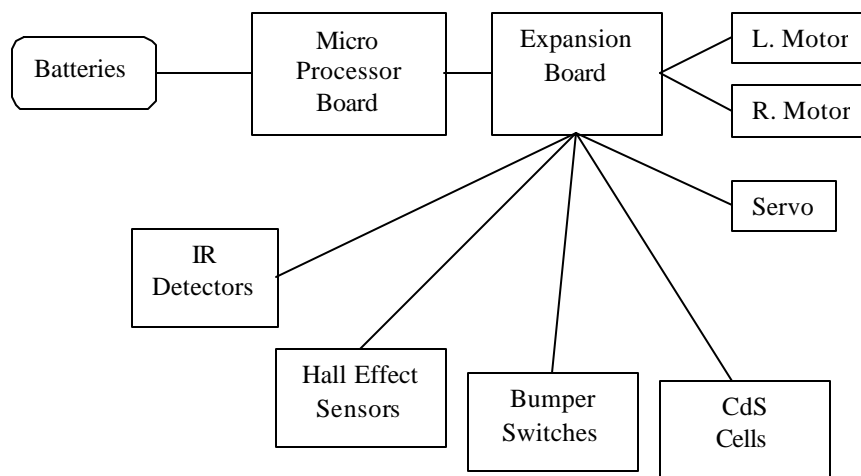 Batteries
Micro
Processor
Board
Expansion
Board
L. Motor
R. Motor
Servo
IR
Detectors
Hall Effect
Sensors
Bumper
Switches
CdS
Cells